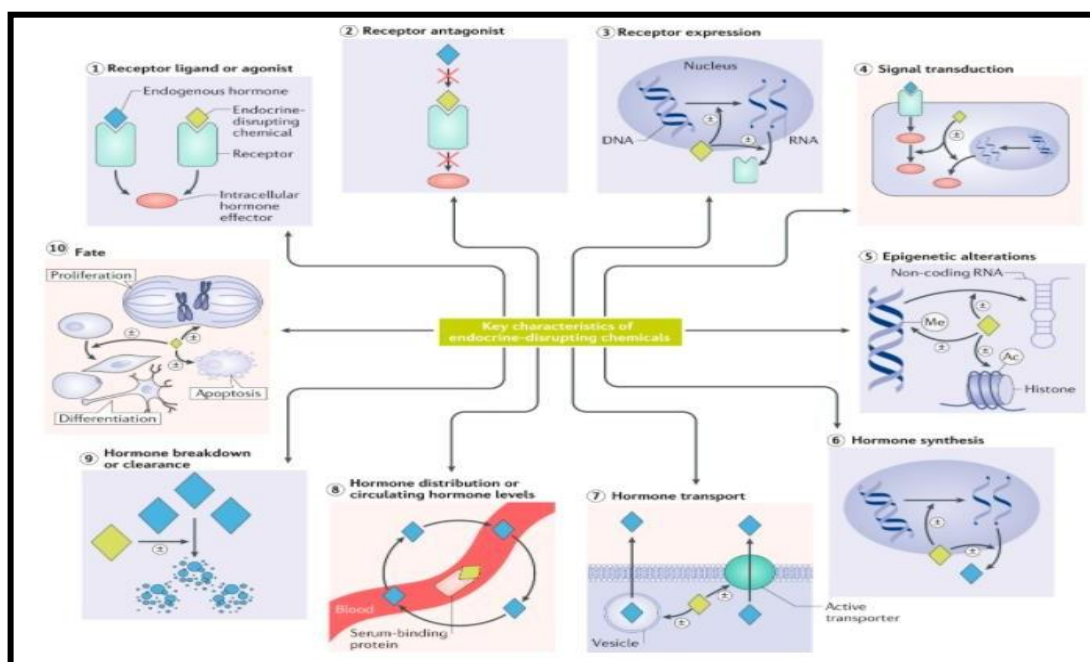 ① Receptor ligand or agonist
Endogenous hormone
Endocrine-
disrupting
chemical
Receptor
Intracellular
hormone
effector
② Receptor antagonist
③ Receptor expression
Nucleus
DNA
RNA
±
±
④ Signal transduction
±
⑤ Epigenetic alterations
Non-coding RNA
±
Me
±
±
Ac
Histone
⑥ Hormone synthesis
±
±
⑦ Hormone transport
±
±
Vesicle
Active
transporter
⑧ Hormone distribution or
circulating hormone levels
Blood
Serum-binding
protein
⑨ Hormone breakdown
or clearance
±
⑩ Fate
Proliferation
±
±
±
Apoptosis
Differentiation
Key characteristics of
endocrine-disrupting chemicals